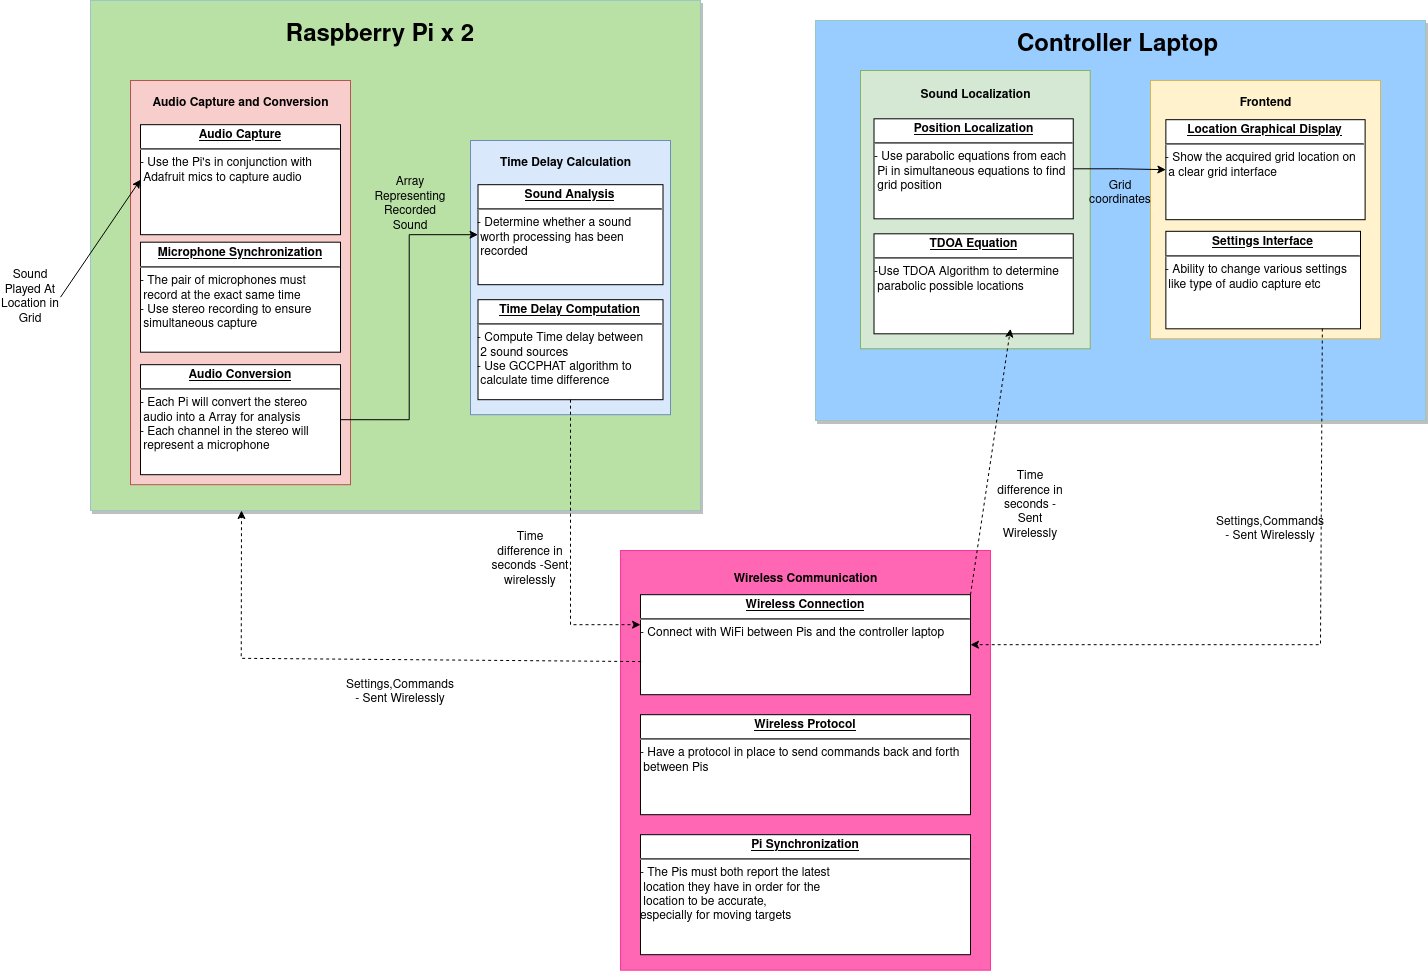 Raspberry Pi x 2
Audio Capture and Conversion
Audio Capture
- Use the Pi's in conjunction with
Adafruit mics to capture audio
Microphone Synchronization
- The pair of microphones must
record at the exact same time
- Use stereo recording to ensure
simultaneous capture
Audio Conversion
- Each Pi will convert the stereo
audio into a Array for analysis
- Each channel in the stereo will
represent a microphone
Sound
Played At
Location in
Grid
Array
Representing
Recorded
Sound
Time Delay Calculation
Sound Analysis
- Determine whether a sound
worth processing has been
recorded
Time Delay Computation
- Compute Time delay between
2 sound sources
- Use GCCPHAT algorithm to
calculate time difference
Controller Laptop
Sound Localization
Position Localization
- Use parabolic equations from each
Pi in simultaneous equations to find
grid position
TDOA Equation
-Use TDOA Algorithm to determine
parabolic possible locations
Grid
coordinates
Frontend
Location Graphical Display
- Show the acquired grid location on
a clear grid interface
Settings Interface
- Ability to change various settings
like type of audio capture etc
Time
difference in
seconds -Sent
wirelessly
Time
difference in
seconds -
Sent
Wirelessly
Settings,Commands
- Sent Wirelessly
Settings,Commands
- Sent Wirelessly
Wireless Communication
Wireless Connection
- Connect with WiFi between Pis and the controller laptop
Wireless Protocol
- Have a protocol in place to send commands back and forth
between Pis
Pi Synchronization
- The Pis must both report the latest
location they have in order for the
location to be accurate,
especially for moving targets